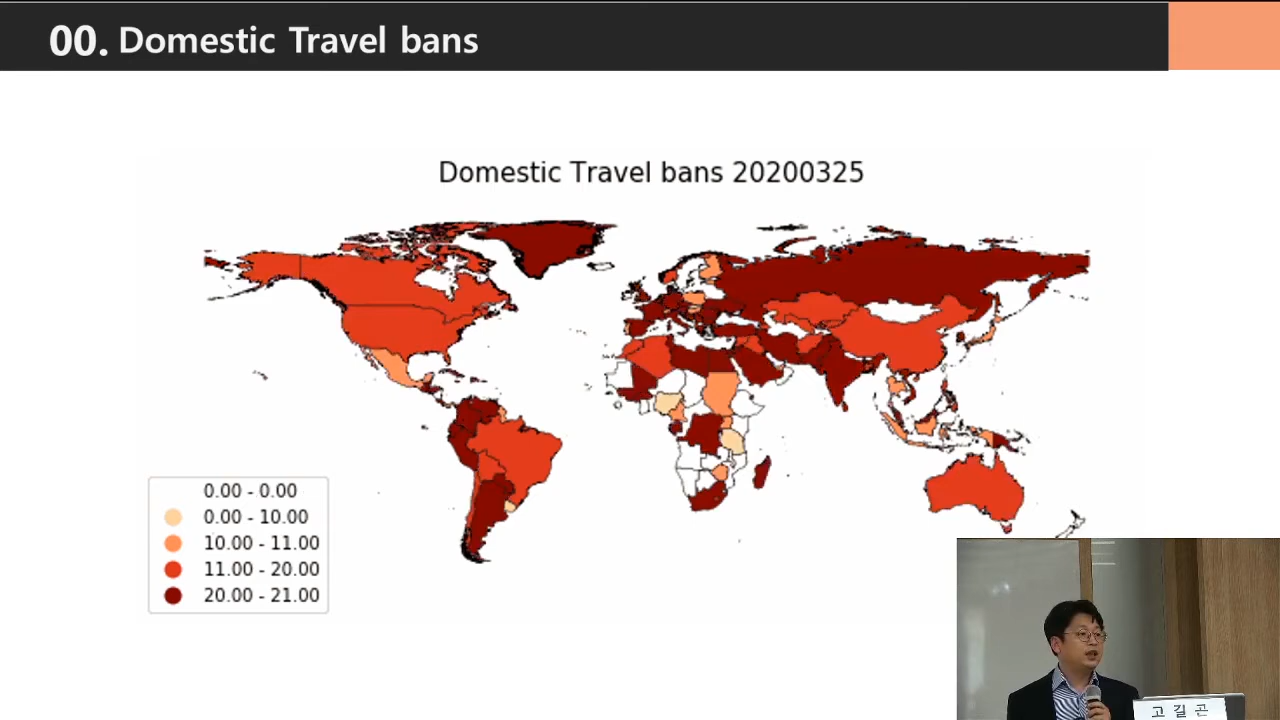 00. Domestic Travel bans
Domestic Travel bans 20200325
0.00 - 0.00
0.00 - 10.00
10.00 - 11.00
11.00 - 20.00
20.00 - 21.00
고 길 곤